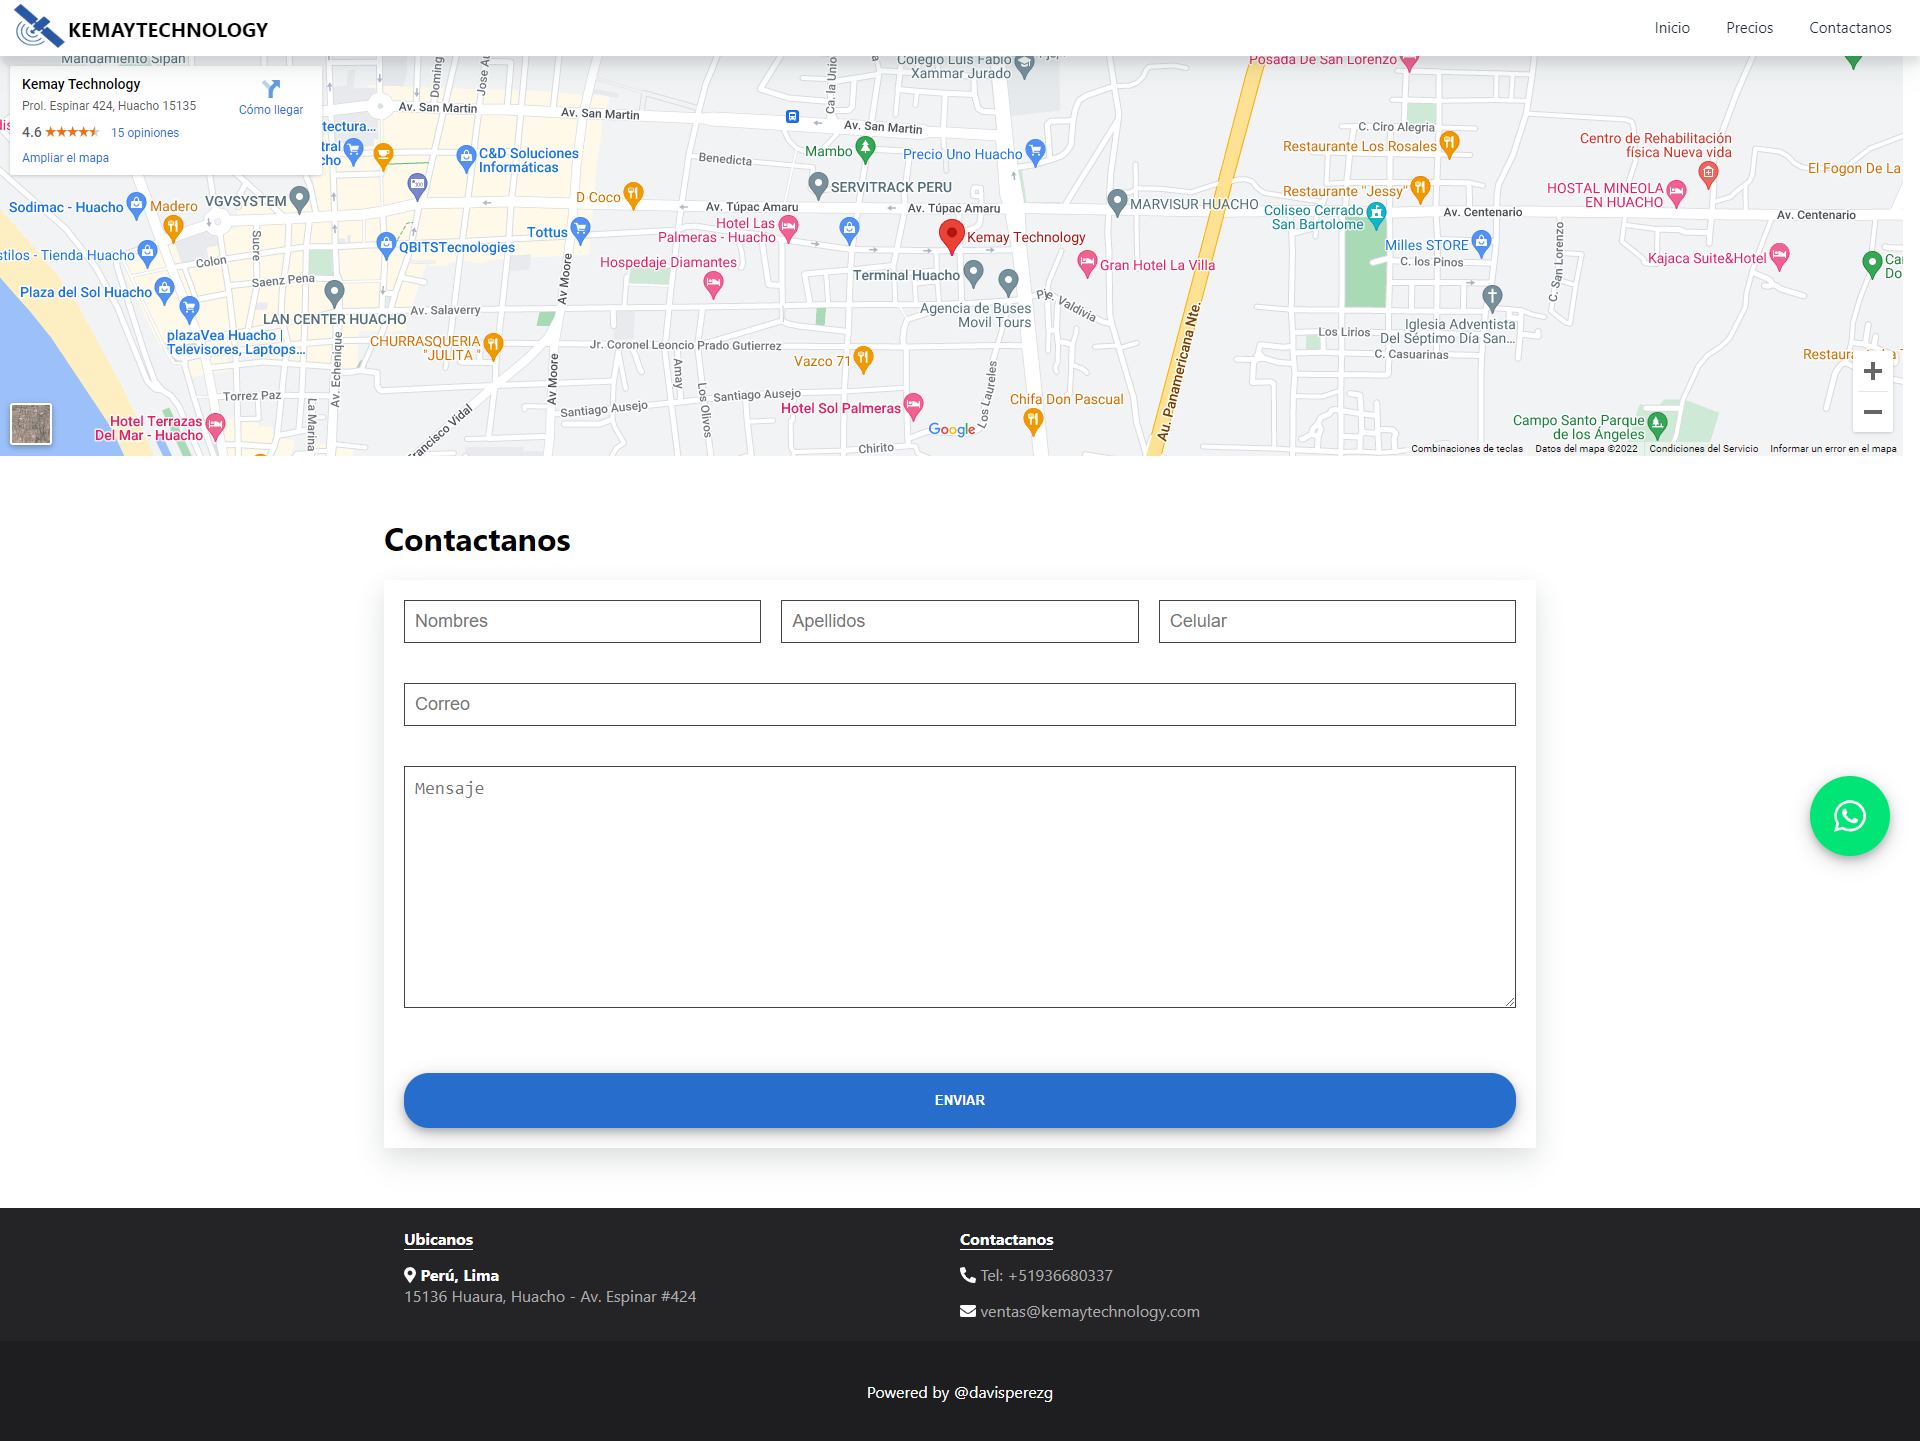 KEMAYTECHNOLOGY
Inicio
Precios
Contactanos
Mandamiento Sipán
Kemay Technology
Prol. Espinar 424, Huacho 15135
Cómo llegar
4.6
15 opiniones
Ampliar el mapa
Colegio Luis Fabio
Xammar Jurado
Posada De San Lorenzo
Av. San Martin
Av. San Martin
Av. San Martin
Ca. la Unión
C. Ciro Alegria
Restaurante Los Rosales
Centro de Rehabilitación
física Nueva vida
El Fogon De La
C&D Soluciones
Informáticas
Mambo
Precio Uno Huacho
Benedicta
SERVITRACK PERU
D Coco
Restaurante "Jessy"
HOSTAL MINEOLA
EN HUACHO
Sodimac - Huacho
Madero
VGVSYSTEM
Av. Túpac Amaru
Av. Túpac Amaru
MARVISUR HUACHO
Coliseo Cerrado
San Bartolome
Av. Centenario
Av. Centenario
Tottus
Hotel Las
Palmeras - Huacho
Kemay Technology
QBITSTecnologies
Milles STORE
stilos - Tienda Huacho
Colon
Sucre
Hospedaje Diamantes
Terminal Huacho
Gran Hotel La Villa
C. los Pinos
Kajaca Suite&Hotel
Saenz Pena
Plaza del Sol Huacho
Av Moore
Pje. Valdivia
C. San Lorenzo
LAN CENTER HUACHO
Av. Salaverry
Agencia de Buses
Movil Tours
Iglesia Adventista
Del Séptimo Día San...
plazaVea Huacho |
Televisores, Laptops...
Av. Echenique
CHURRASQUERIA
"JULITA "
Jr. Coronel Leoncio Prado Gutierrez
Los Lirios
C. Casuarinas
Vazco 71
Av Moore
Amay
Au. Panamericana Nte.
Torrez Paz
La Marina
Santiago Ausejo
Santiago Ausejo
Los Olivos
Los Laureles
Hotel Sol Palmeras
Chifa Don Pascual
Hotel Terrazas
Del Mar - Huacho
Francisco Vidal
Google
Chirito
Campo Santo Parque
de los Ángeles
Combinaciones de teclas
Datos del mapa ©2022
Condiciones del Servicio
Informar un error en el mapa
Contactanos
Nombres
Apellidos
Celular
Correo
Mensaje
ENVIAR
Ubicanos
Perú, Lima
15136 Huaura, Huacho - Av. Espinar #424
Contactanos
Tel: +51936680337
ventas@kemaytechnology.com
Powered by @davisperezg